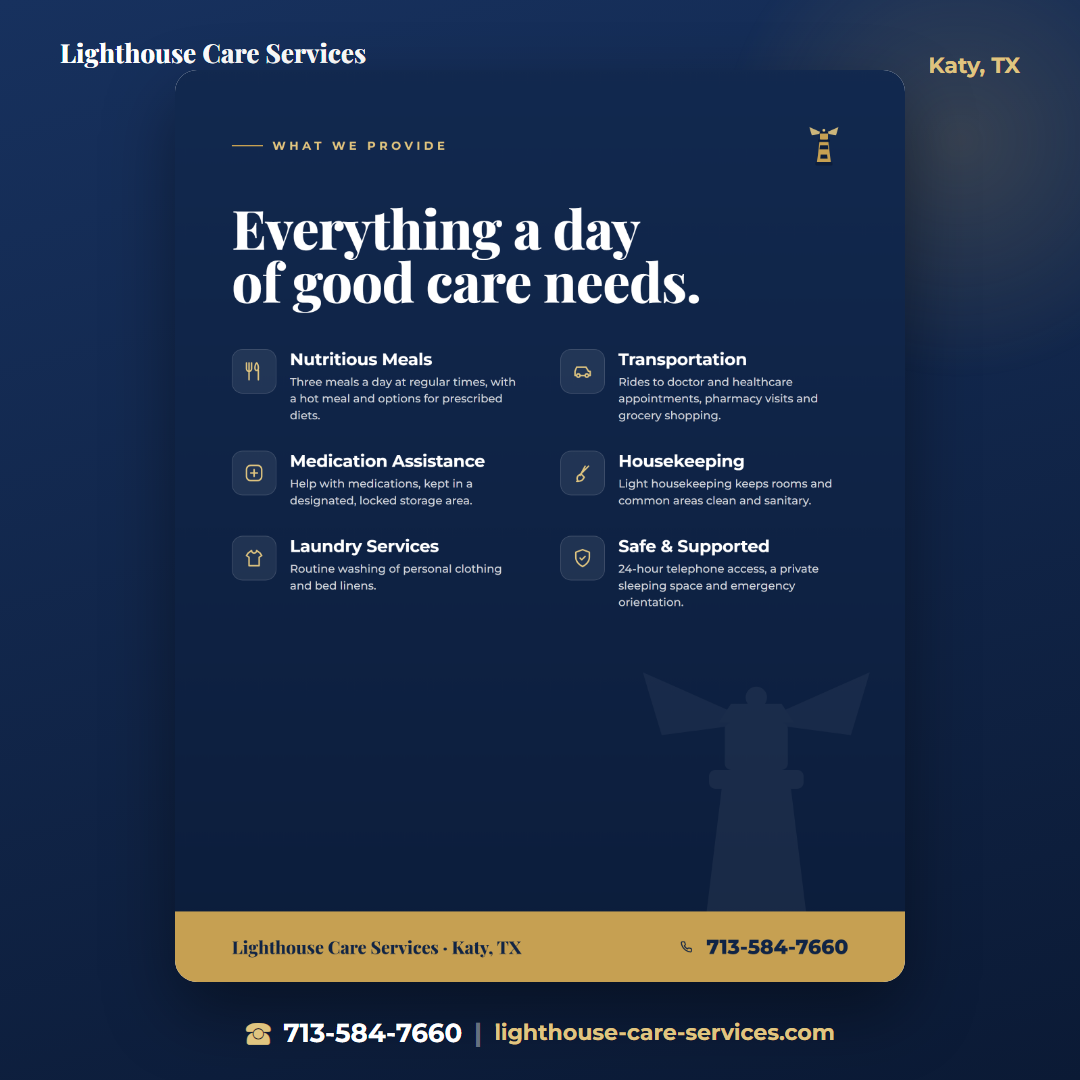 Lighthouse Care Services
Katy, TX
WHAT WE PROVIDE
Everything a day
of good care needs.
Nutritious Meals
Three meals a day at regular times, with
a hot meal and options for prescribed
diets.
Transportation
Rides to doctor and healthcare
appointments, pharmacy visits and
grocery shopping.
Medication Assistance
Help with medications, kept in a
designated, locked storage area.
Housekeeping
Light housekeeping keeps rooms and
common areas clean and sanitary.
Laundry Services
Routine washing of personal clothing
and bed linens.
Safe & Supported
24-hour telephone access, a private
sleeping space and emergency
orientation.
Lighthouse Care Services · Katy, TX
713-584-7660
713-584-7660 | lighthouse-care-services.com